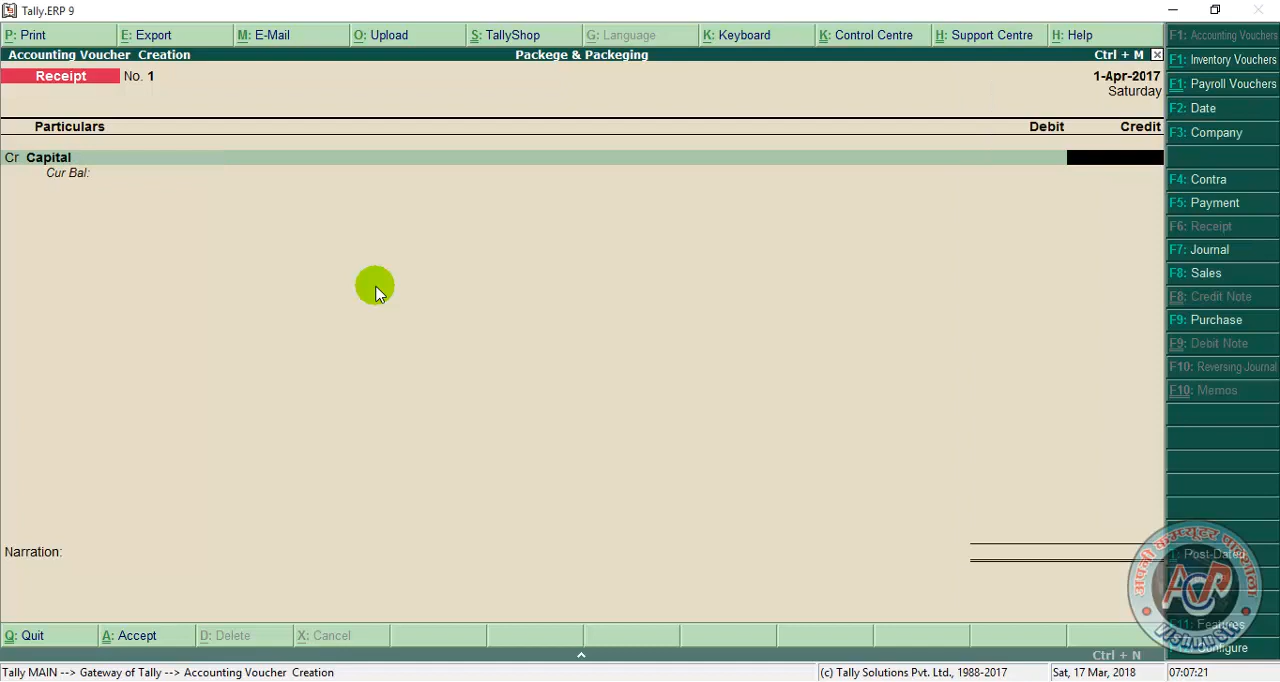 Tally.ERP 9
P: Print E: Export M: E-Mail O: Upload S: TallyShop G: Language K: Keyboard K: Control Centre H: Support Centre H: Help
F1: Accounting Vouchers
Accounting Voucher Creation Packege & Packeging Ctrl + M
F1: Inventory Vouchers
Receipt No. 1 1-Apr-2017
Saturday
F1: Payroll Vouchers
F2: Date
Particulars Debit Credit
F3: Company
Cr Capital
Cur Bal:
F4: Contra
F5: Payment
F6: Receipt
F7: Journal
F8: Sales
F8: Credit Note
F9: Purchase
F9: Debit Note
F10: Reversing Journal
F10: Memos
Narration:
T: Post-Dated
F11: Features
Configure
Q: Quit A: Accept D: Delete X: Cancel
Ctrl + N
Tally MAIN --> Gateway of Tally --> Accounting Voucher Creation (c) Tally Solutions Pvt. Ltd., 1988-2017 Sat, 17 Mar, 2018 07:07:21